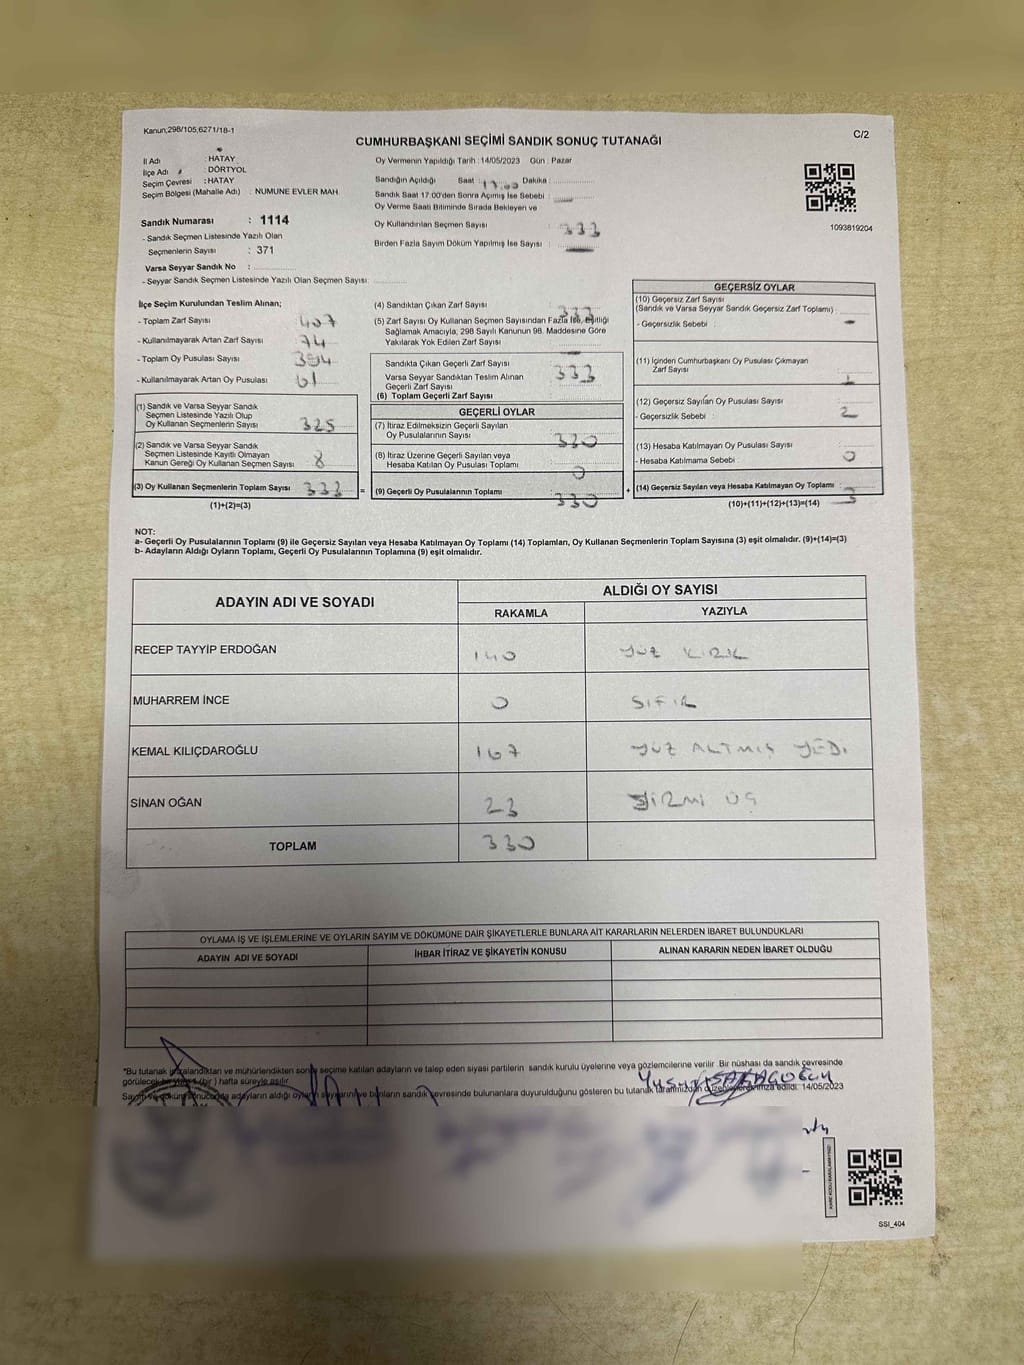 Kanun;298/105;6271/18-1
C/2
CUMHURBAŞKANI SEÇİMİ SANDIK SONUÇ TUTANAĞI
İl Adı : HATAY
İlçe Adı : DÖRTYOL
Seçim Çevresi : HATAY
Seçim Bölgesi (Mahalle Adı) : NUMUNE EVLER MAH.
Sandık Numarası : 1114
- Sandık Seçmen Listesinde Yazılı Olan
Seçmenlerin Sayısı : 371
Varsa Seyyar Sandık No :
- Seyyar Sandık Seçmen Listesinde Yazılı Olan Seçmen Sayısı:
Oy Vermenin Yapıldığı Tarih : 14/05/2023 Gün : Pazar
Sandığın Açıldığı Saat : 17.00 Dakika :
Sandık Saat 17:00'den Sonra Açımış İse Sebebi :
Oy Verme Saati Bitiminde Sırada Bekleyen ve
Oy Kullandırılan Seçmen Sayısı : 333
Birden Fazla Sayım Döküm Yapılmış İse Sayısı :
1093819204
İlçe Seçim Kurulundan Teslim Alınan;
- Toplam Zarf Sayısı 407
- Kullanılmayarak Artan Zarf Sayısı 74
- Toplam Oy Pusulası Sayısı 394
- Kullanılmayarak Artan Oy Pusulası 61
(1) Sandık ve Varsa Seyyar Sandık
Seçmen Listesinde Yazılı Olup
Oy Kullanan Seçmenlerin Sayısı 325
(2) Sandık ve Varsa Seyyar Sandık
Seçmen Listesinde Kayıtlı Olmayan
Kanun Gereği Oy Kullanan Seçmen Sayısı 8
(3) Oy Kullanan Seçmenlerin Toplam Sayısı 333 =
(1)+(2)=(3)
(4) Sandıktan Çıkan Zarf Sayısı 333
(5) Zarf Sayısı Oy Kullanan Seçmen Sayısından Fazla İse, Eşitliği
Sağlamak Amacıyla, 298 Sayılı Kanunun 98. Maddesine Göre
Yakılarak Yok Edilen Zarf Sayısı
Sandıkta Çıkan Geçerli Zarf Sayısı 333
Varsa Seyyar Sandıktan Teslim Alınan
Geçerli Zarf Sayısı
(6) Toplam Geçerli Zarf Sayısı
GEÇERLİ OYLAR
(7) İtiraz Edilmeksizin Geçerli Sayılan
Oy Pusulalarının Sayısı 330
(8) İtiraz Üzerine Geçerli Sayılan veya
Hesaba Katılan Oy Pusulası Toplamı 0
(9) Geçerli Oy Pusulalarının Toplamı 330 +
GEÇERSİZ OYLAR
(10) Geçersiz Zarf Sayısı
(Sandık ve Varsa Seyyar Sandık Geçersiz Zarf Toplamı) :
- Geçersizlik Sebebi : -
(11) İçinden Cumhurbaşkanı Oy Pusulası Çıkmayan
Zarf Sayısı 1
(12) Geçersiz Sayılan Oy Pusulası Sayısı
- Geçersizlik Sebebi : 2
(13) Hesaba Katılmayan Oy Pusulası Sayısı
- Hesaba Katılmama Sebebi : 0
(14) Geçersiz Sayılan veya Hesaba Katılmayan Oy Toplamı 3
(10)+(11)+(12)+(13)=(14)
NOT:
a- Geçerli Oy Pusulalarının Toplamı (9) ile Geçersiz Sayılan veya Hesaba Katılmayan Oy Toplamı (14) Toplamları, Oy Kullanan Seçmenlerin Toplam Sayısına (3) eşit olmalıdır. (9)+(14)=(3)
b- Adayların Aldığı Oyların Toplamı, Geçerli Oy Pusulalarının Toplamına (9) eşit olmalıdır.
ADAYIN ADI VE SOYADI ALDIĞI OY SAYISI
RAKAMLA YAZIYLA
RECEP TAYYİP ERDOĞAN 140 YÜZ KIRK
MUHARREM İNCE 0 SIFIR
KEMAL KILIÇDAROĞLU 167 YÜZ ALTMIŞ YEDİ
SİNAN OĞAN 23 YİRMİ ÜÇ
TOPLAM 330
OYLAMA İŞ VE İŞLEMLERİNE VE OYLARIN SAYIM VE DÖKÜMÜNE DAİR ŞİKAYETLERLE BUNLARA AİT KARARLARIN NELERDEN İBARET BULUNDUKLARI
ADAYIN ADI VE SOYADI İHBAR İTİRAZ VE ŞİKAYETİN KONUSU ALINAN KARARIN NEDEN İBARET OLDUĞU
*Bu tutanak imzalandıktan ve mühürlendikten sonra seçime katılan adayların ve talep eden siyasi partilerin sandık kurulu üyelerine veya gözlemcilerine verilir. Bir nüshası da sandık çevresinde
görülecek bir yere 1 (bir) hafta süreyle asılır.
Sayım ve döküm sonucunda adayların aldığı oyların sayılarını ve bunların sandık çevresinde bulunanlara duyurulduğunu gösteren bu tutanak tarafımızdan düzenlenerek imza edildi. 14/05/2023
SSI_404